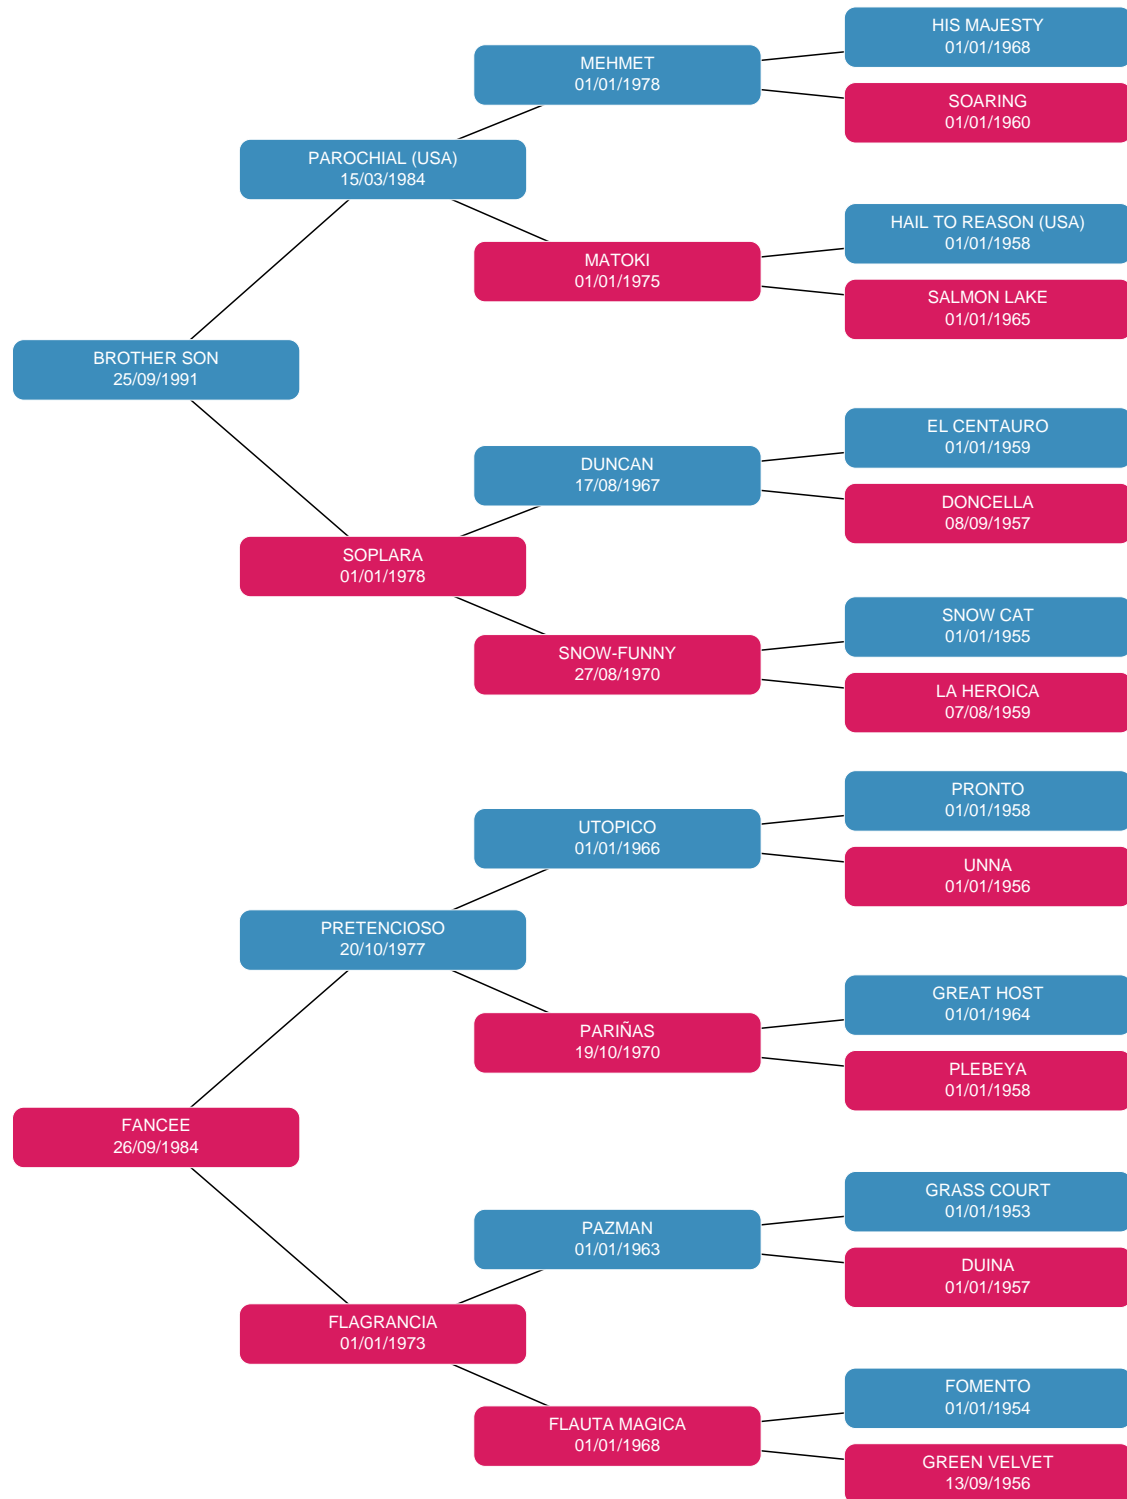 HIS MAJESTY
01/01/1968
MEHMET
01/01/1978
SOARING
01/01/1960
PAROCHIAL (USA)
15/03/1984
HAIL TO REASON (USA)
01/01/1958
MATOKI
01/01/1975
SALMON LAKE
01/01/1965
BROTHER SON
25/09/1991
EL CENTAURO
01/01/1959
DUNCAN
17/08/1967
DONCELLA
08/09/1957
SOPLARA
01/01/1978
SNOW CAT
01/01/1955
SNOW-FUNNY
27/08/1970
LA HEROICA
07/08/1959
PRONTO
01/01/1958
UTOPICO
01/01/1966
UNNA
01/01/1956
PRETENCIOSO
20/10/1977
GREAT HOST
01/01/1964
PARIÑAS
19/10/1970
PLEBEYA
01/01/1958
FANCEE
26/09/1984
GRASS COURT
01/01/1953
PAZMAN
01/01/1963
DUINA
01/01/1957
FLAGRANCIA
01/01/1973
FOMENTO
01/01/1954
FLAUTA MAGICA
01/01/1968
GREEN VELVET
13/09/1956